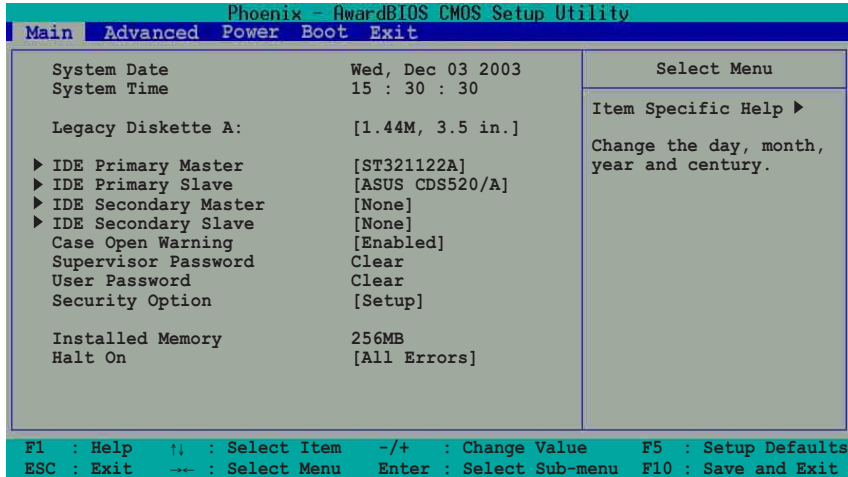 Phoenix - AwardBIOS CMOS Setup Utility
Main Advanced Power Boot Exit
System Date Wed, Dec 03 2003
System Time 15 : 30 : 30
Legacy Diskette A: [1.44M, 3.5 in.]
IDE Primary Master [ST321122A]
IDE Primary Slave [ASUS CDS520/A]
IDE Secondary Master [None]
IDE Secondary Slave [None]
Case Open Warning [Enabled]
Supervisor Password Clear
User Password Clear
Security Option [Setup]
Installed Memory 256MB
Halt On [All Errors]
Select Menu
Item Specific Help
Change the day, month,
year and century.
F1 : Help ↑↓ : Select Item -/+ : Change Value F5 : Setup Defaults
ESC : Exit →← : Select Menu Enter : Select Sub-menu F10 : Save and Exit